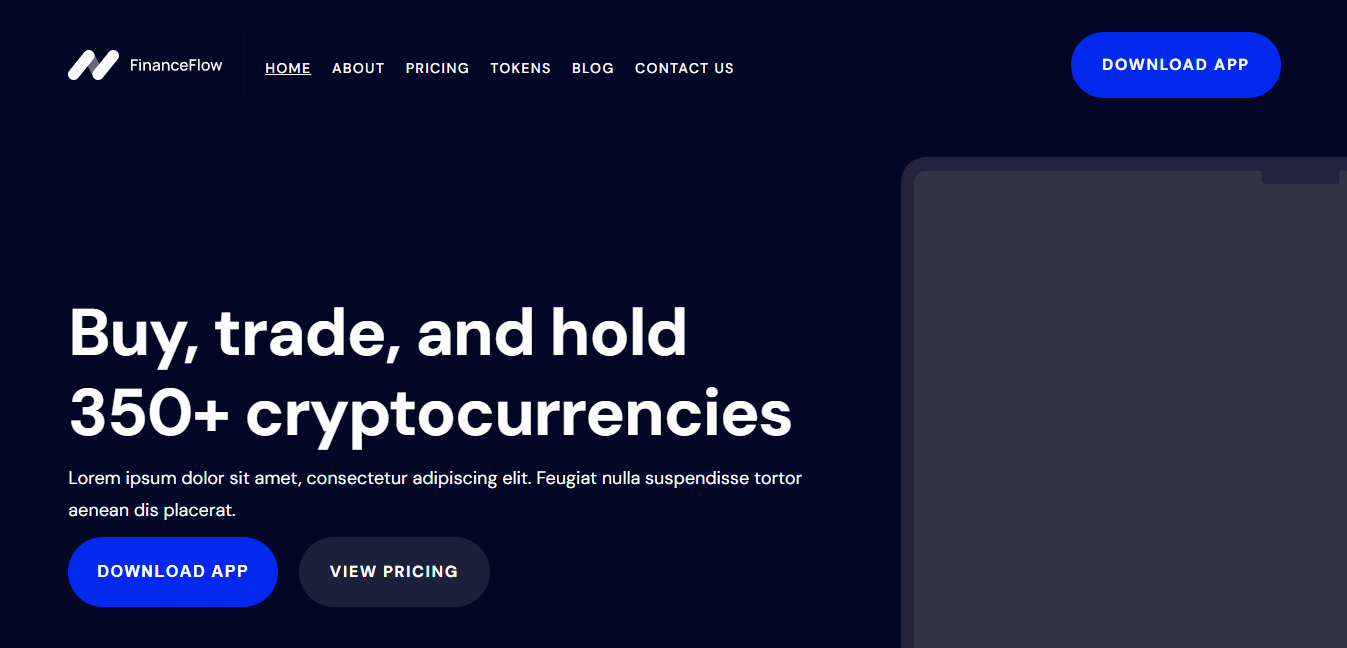 FinanceFlow
HOME ABOUT PRICING TOKENS BLOG CONTACT US
DOWNLOAD APP
Buy, trade, and hold
350+ cryptocurrencies
Lorem ipsum dolor sit amet, consectetur adipiscing elit. Feugiat nulla suspendisse tortor
aenean dis placerat.
DOWNLOAD APP
VIEW PRICING